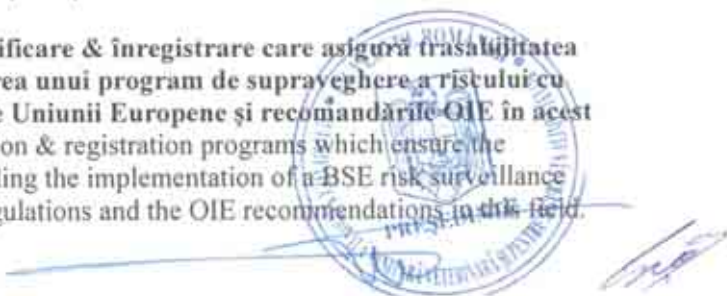 ificare & înregistrare care asigură trasabilitatea
rea unui program de supraveghere a riscului cu
e Uniunii Europene și recomandările OIE în acest
on & registration programs which ensure the
ding the implementation of a BSE risk surveillance
gulations and the OIE recommendations in this field.
ROMÂNIA